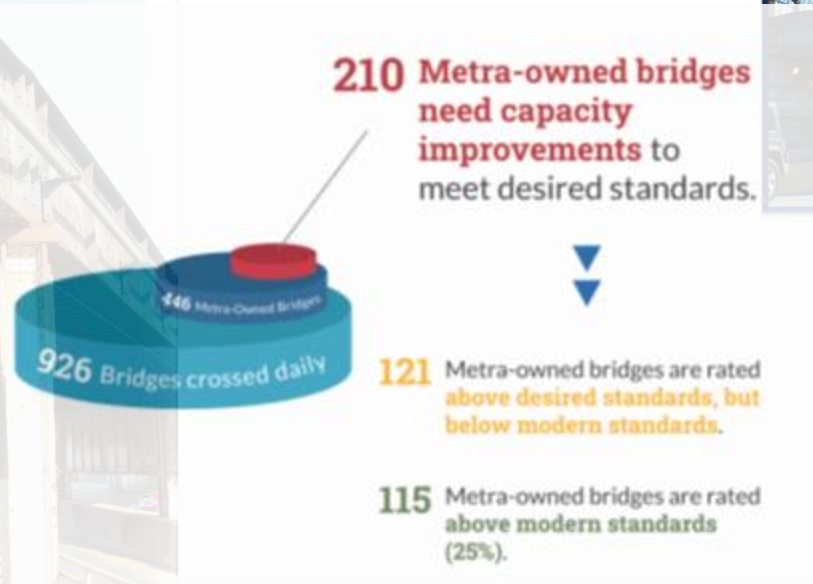 210 Metra-owned bridges
need capacity
improvements to
meet desired standards.
446 Metra-Owned Bridges
926 Bridges crossed daily
121 Metra-owned bridges are rated
above desired standards, but
below modern standards.
115 Metra-owned bridges are rated
above modern standards
(25%).